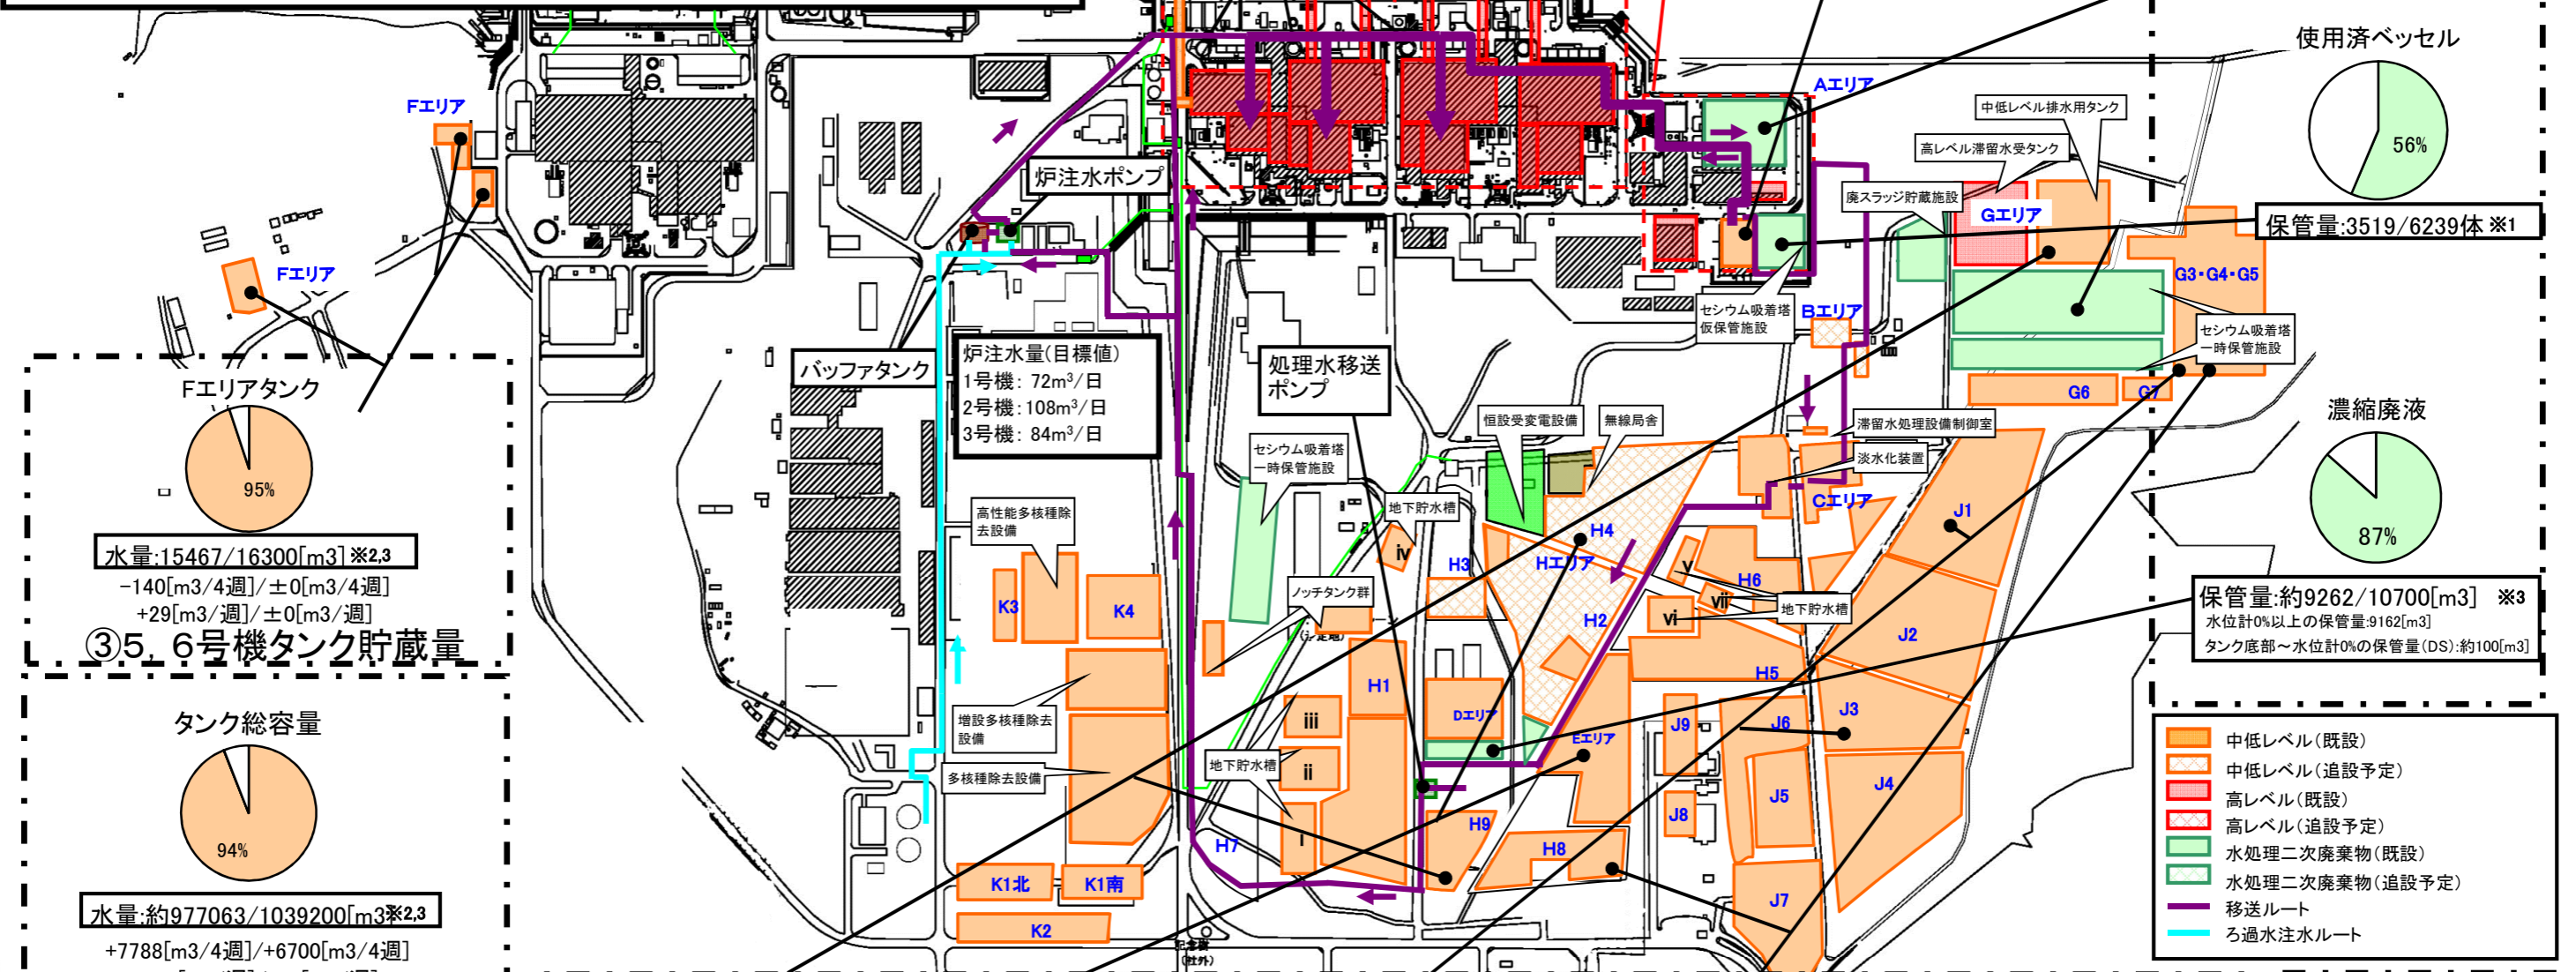 使用済ベッセル
56%
保管量:3519/6239体 ※1
Aエリア
中低レベル排水用タンク
高レベル滞留水受タンク
廃スラッジ貯蔵施設
Gエリア
G3・G4・G5
セシウム吸着塔
仮保管施設
Bエリア
セシウム吸着塔
一時保管施設
G6
G7
Fエリア
Fエリア
炉注水ポンプ
バッファタンク
炉注水量(目標値)
1号機: 72m³/日
2号機:108m³/日
3号機: 84m³/日
処理水移送
ポンプ
恒設受変電設備
無線局舎
滞留水処理設備制御室
淡水化装置
Cエリア
セシウム吸着塔
一時保管施設
地下貯水槽
高性能多核種除
去設備
ノッチタンク群
Fエリアタンク
95%
水量:15467/16300[m3] ※2,3
-140[m3/4週]/±0[m3/4週]
+29[m3/週]/±0[m3/週]
③5, 6号機タンク貯蔵量
タンク総容量
94%
水量:約977063/1039200[m3]※2,3
+7788[m3/4週]/+6700[m3/4週]
濃縮廃液
87%
保管量:約9262/10700[m3] ※3
水位計0%以上の保管量:9162[m3]
タンク底部~水位計0%の保管量(DS):約100[m3]
K3
K4
増設多核種除去
設備
多核種除去設備
K1北
K1南
K2
iv
iii
ii
i
地下貯水槽
H1
H3
H4
Hエリア
H2
v
vi
vii
地下貯水槽
H6
H5
Dエリア
Eエリア
H7
H9
H8
J1
J2
J3
J4
J5
J6
J7
J8
J9
記念樹
(社外)
中低レベル(既設)
中低レベル(追設予定)
高レベル(既設)
高レベル(追設予定)
水処理二次廃棄物(既設)
水処理二次廃棄物(追設予定)
移送ルート
ろ過水注水ルート